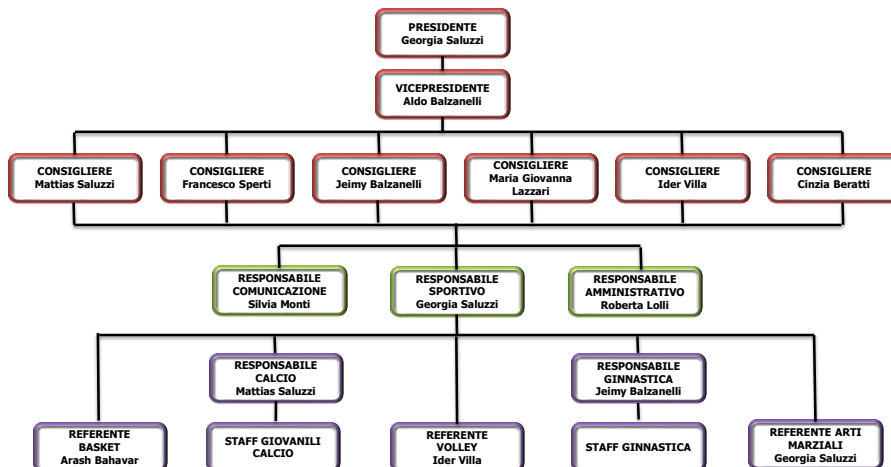 PRESIDENTE
Georgia Saluzzi
VICEPRESIDENTE
Aldo Balzanelli
CONSIGLIERE
Mattias Saluzzi
CONSIGLIERE
Francesco Sperti
CONSIGLIERE
Jeimy Balzanelli
CONSIGLIERE
Maria Giovanna
Lazzari
CONSIGLIERE
Ider Villa
CONSIGLIERE
Cinzia Beratti
RESPONSABILE
COMUNICAZIONE
Silvia Monti
RESPONSABILE
SPORTIVO
Georgia Saluzzi
RESPONSABILE
AMMINISTRATIVO
Roberta Lolli
RESPONSABILE
CALCIO
Mattias Saluzzi
RESPONSABILE
GINNASTICA
Jeimy Balzanelli
REFERENTE
BASKET
Arash Bahavar
STAFF GIOVANILI
CALCIO
REFERENTE
VOLLEY
Ider Villa
STAFF GINNASTICA
REFERENTE ARTI
MARZIALI
Georgia Saluzzi